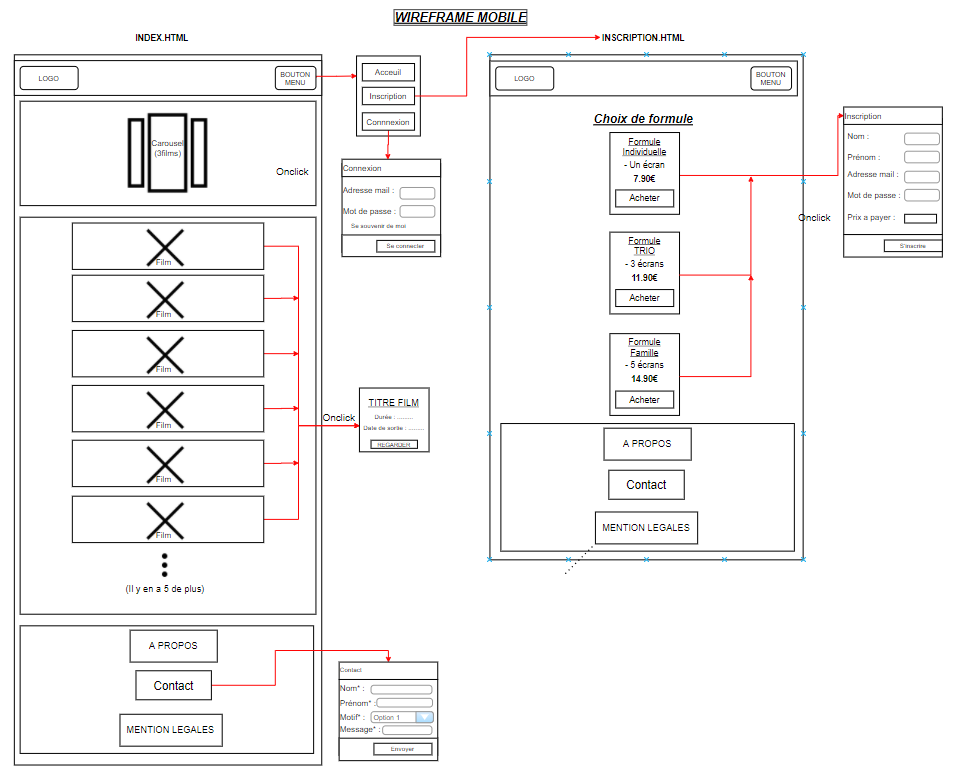 WIREFRAME MOBILE
INDEX.HTML
LOGO
BOUTON
MENU
Carousel
(3films)
Onclick
Film
Film
Film
Film
Film
Film
(Il y en a 5 de plus)
A PROPOS
Contact
MENTION LEGALES
Acceuil
Inscription
Connnexion
Connexion
Adresse mail :
Mot de passe :
Se souvenir de moi
Se connecter
Onclick
TITRE FILM
Durée : .........
Date de sortie : .........
REGARDER
Contact
Nom* :
Prénom* :
Motif* :
Option 1
Message* :
Envoyer
INSCRIPTION.HTML
LOGO
BOUTON
MENU
Choix de formule
Formule
Individuelle
- Un écran
7.90€
Acheter
Formule
TRIO
- 3 écrans
11.90€
Acheter
Formule
Famille
- 5 écrans
14.90€
Acheter
A PROPOS
Contact
MENTION LEGALES
Onclick
Inscription
Nom :
Prénom :
Adresse mail :
Mot de passe :
Prix a payer :
S'inscrire